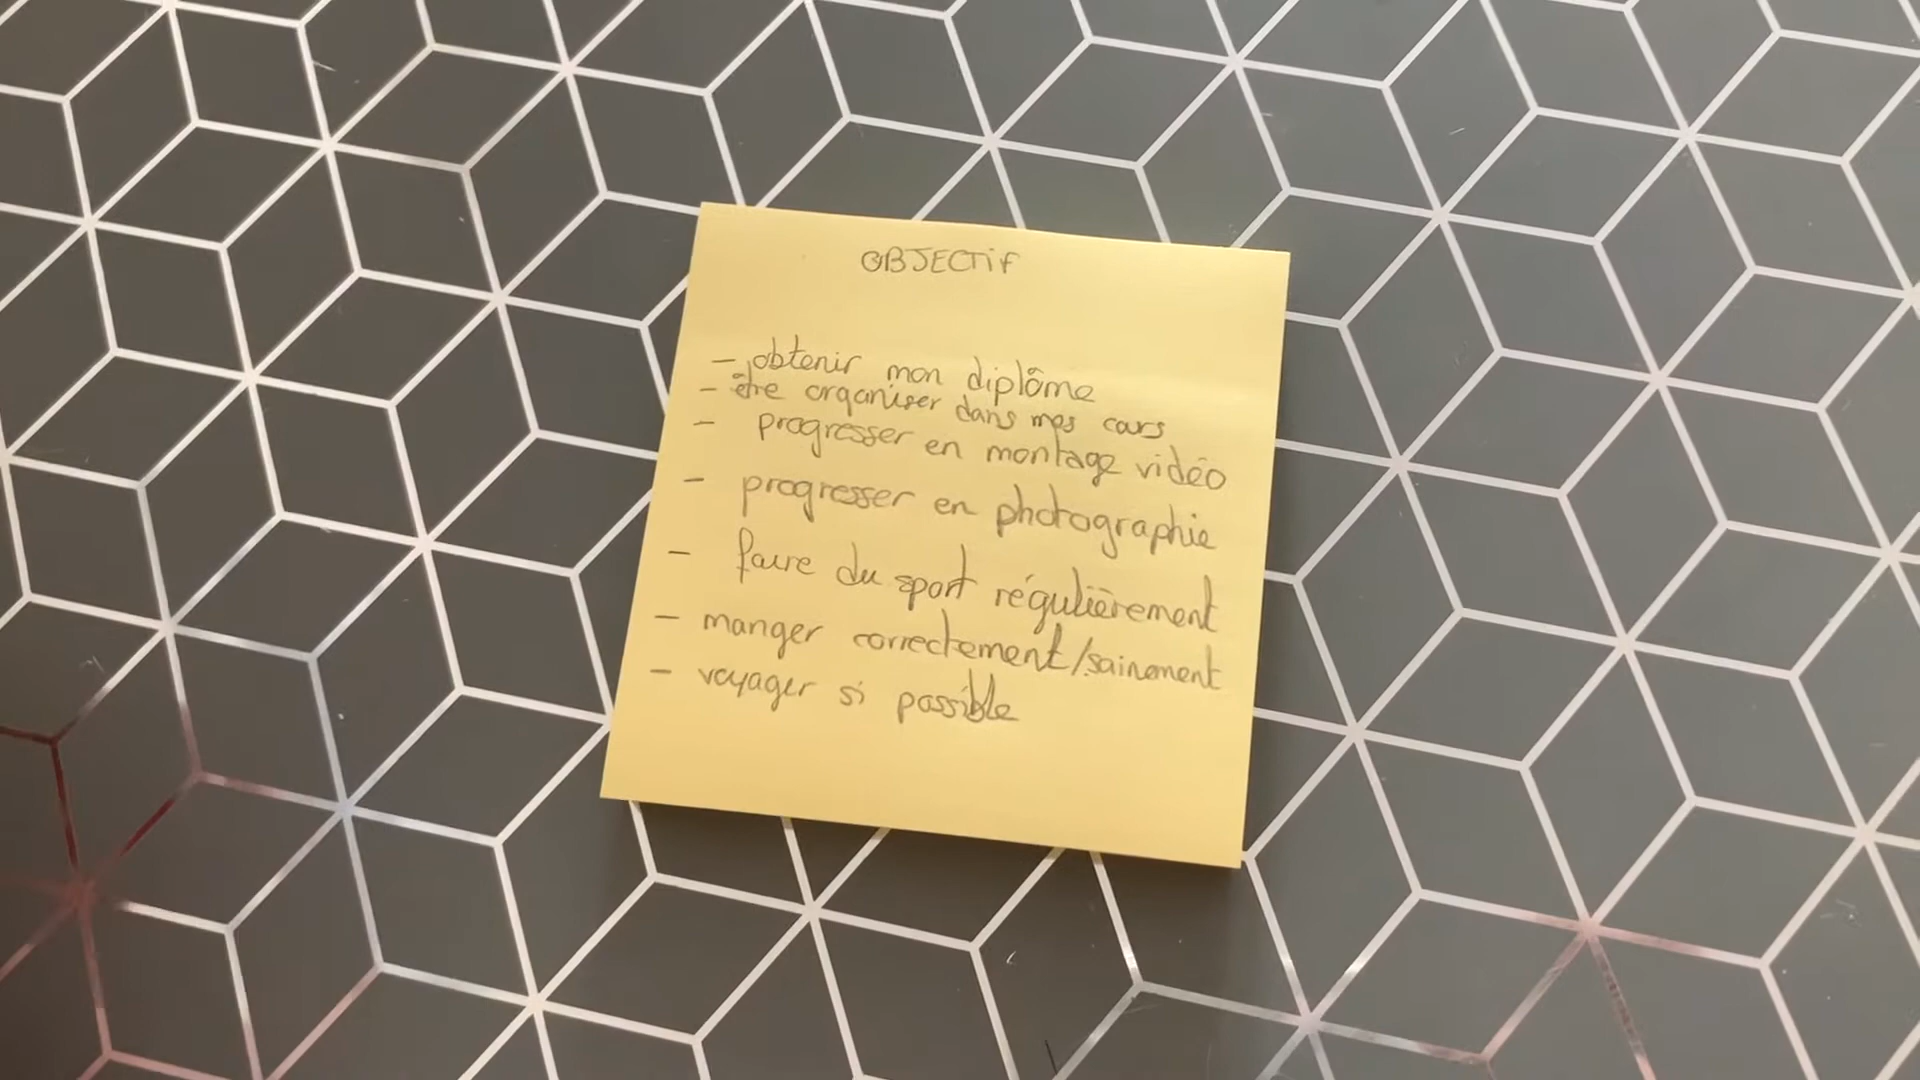 OBJECTif
- obtenir mon diplôme
- être organiser dans mes cours
- progresser en montage vidéo
- progresser en photographie
- faire du sport régulièrement
- manger correctement/sainement
- voyager si possible